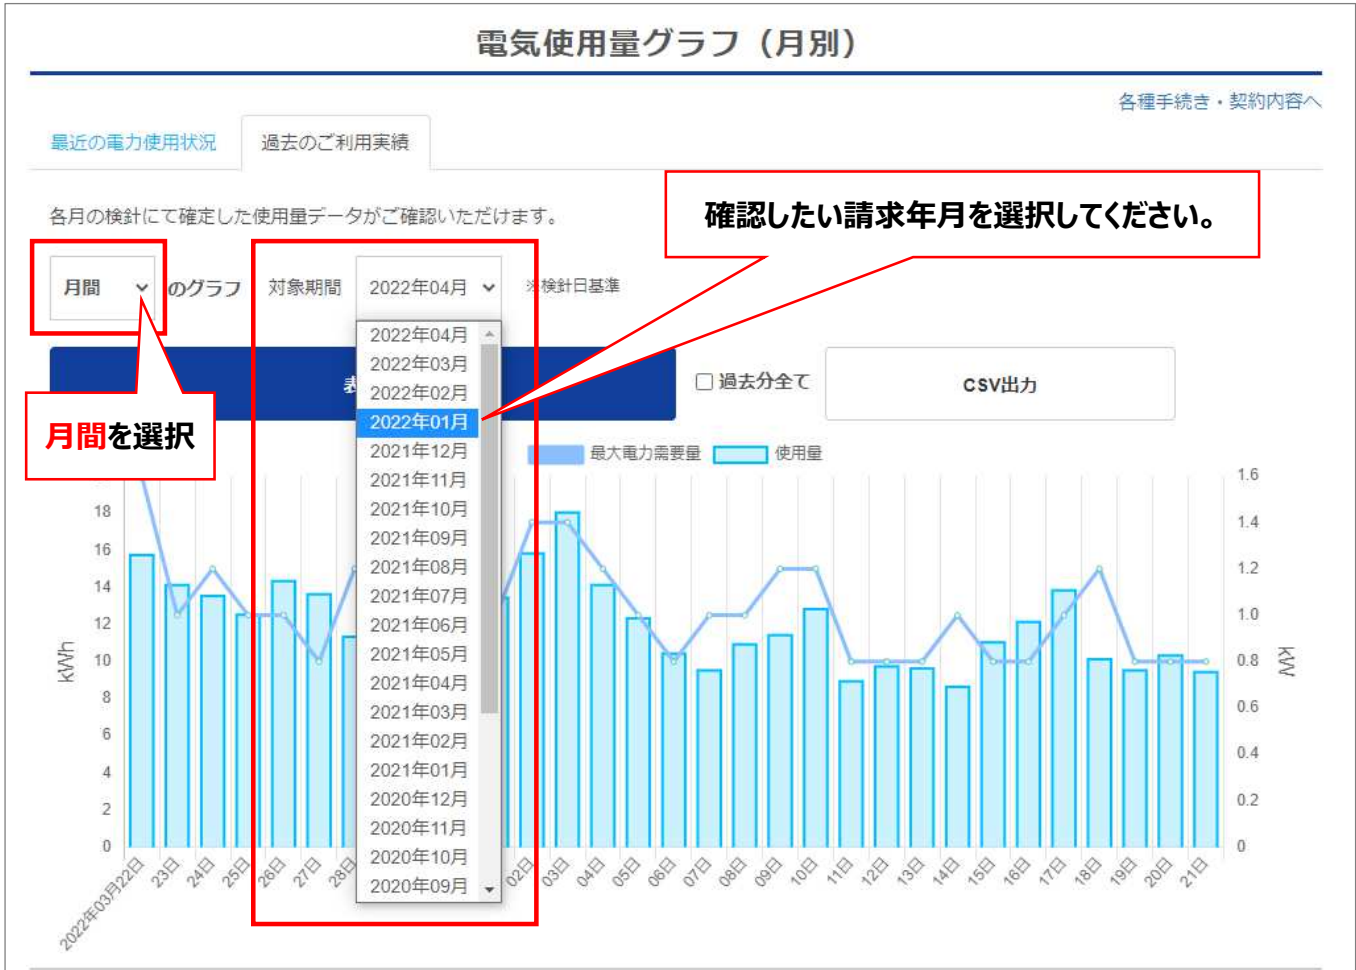 電気使用量グラフ（月別）
各種手続き・契約内容へ
最近の電力使用状況
過去のご利用実績
各月の検針にて確定した使用量データがご確認いただけます。
確認したい請求年月を選択してください。
月間 のグラフ 対象期間 2022年04月 ※検針日基準
2022年04月
2022年03月
2022年02月
2022年01月
2021年12月
2021年11月
2021年10月
2021年09月
2021年08月
2021年07月
2021年06月
2021年05月
2021年04月
2021年03月
2021年02月
2021年01月
2020年12月
2020年11月
2020年10月
2020年09月
過去分全て
CSV出力
月間を選択
最大電力需要量 使用量
kWh
18
16
14
12
10
8
6
4
2
0
1.6
1.4
1.2
1.0
0.8
0.6
0.4
0.2
0
kW
2022年03月22日 23日 24日 25日 26日 27日 28日 02日 03日 04日 05日 06日 07日 08日 09日 10日 11日 12日 13日 14日 15日 16日 17日 18日 19日 20日 21日